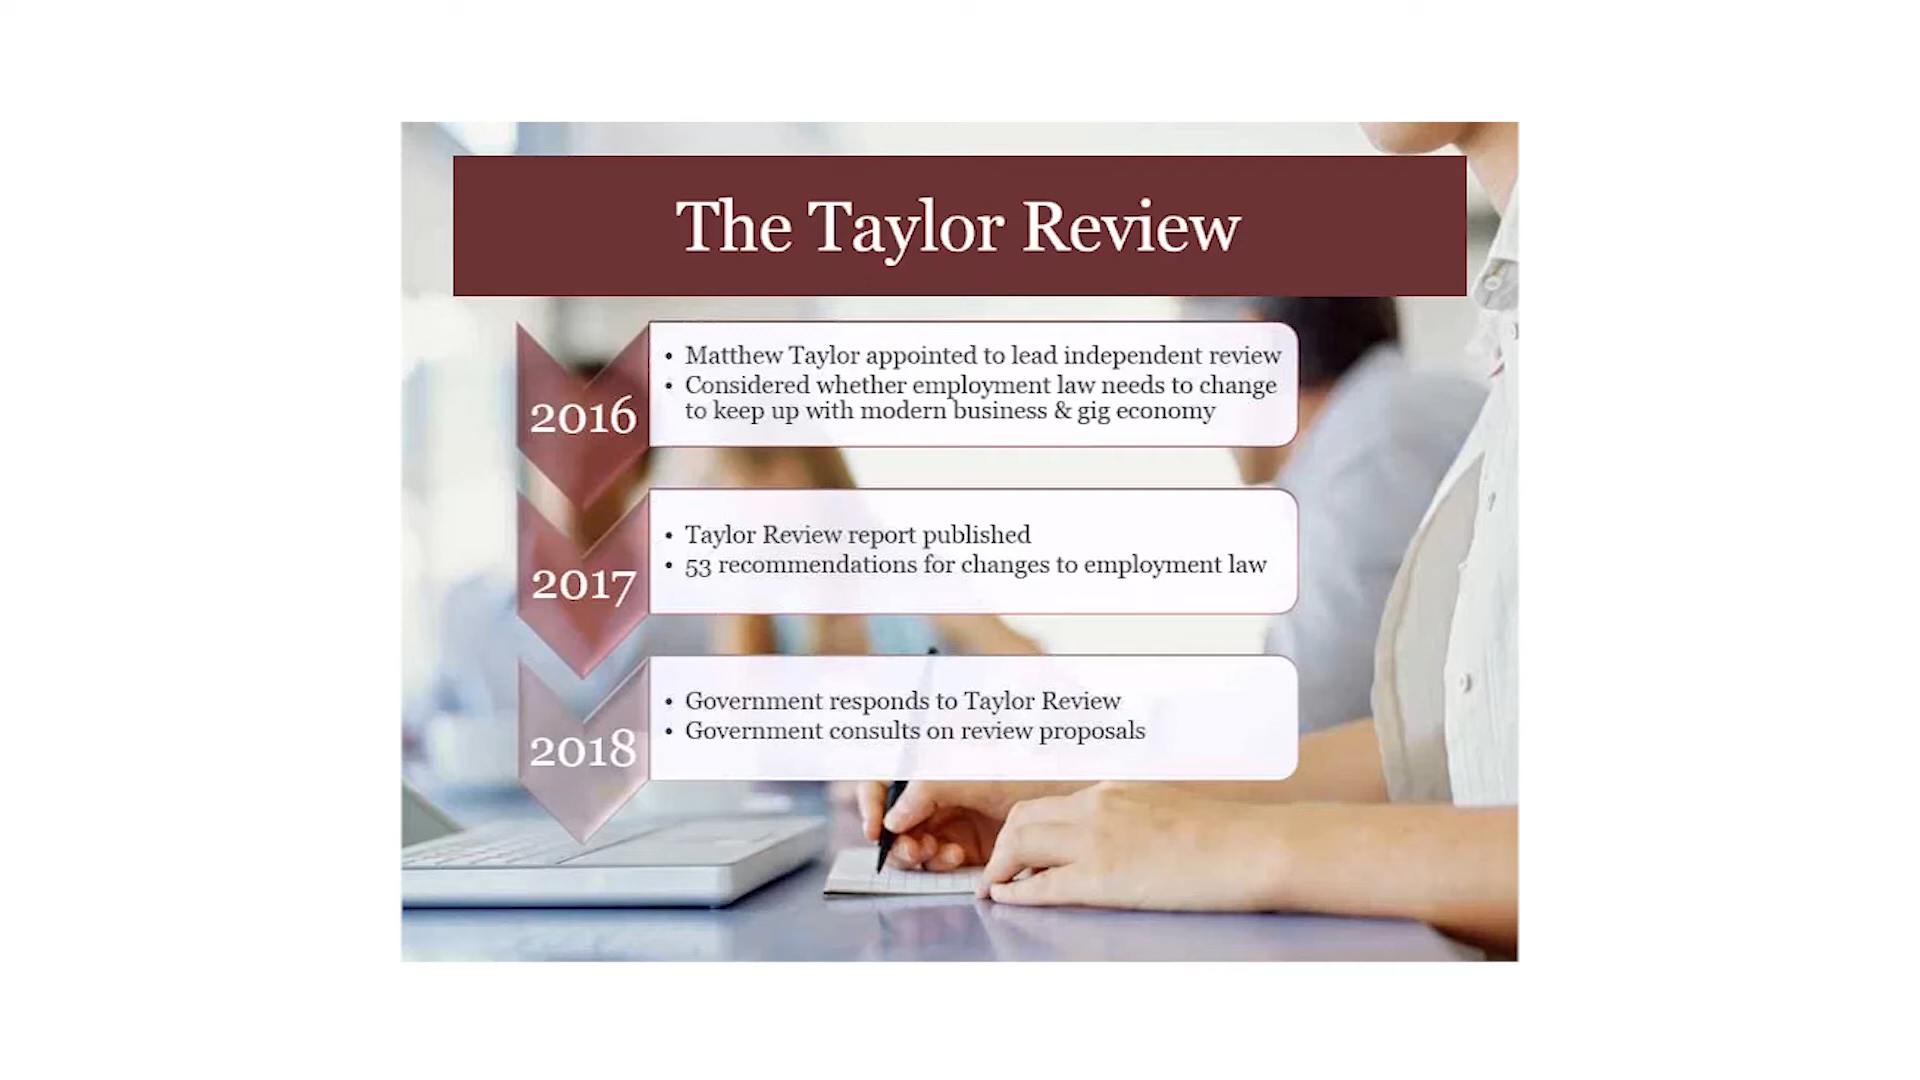 The Taylor Review
2016
• Matthew Taylor appointed to lead independent review
• Considered whether employment law needs to change
to keep up with modern business & gig economy
2017
• Taylor Review report published
• 53 recommendations for changes to employment law
2018
• Government responds to Taylor Review
• Government consults on review proposals